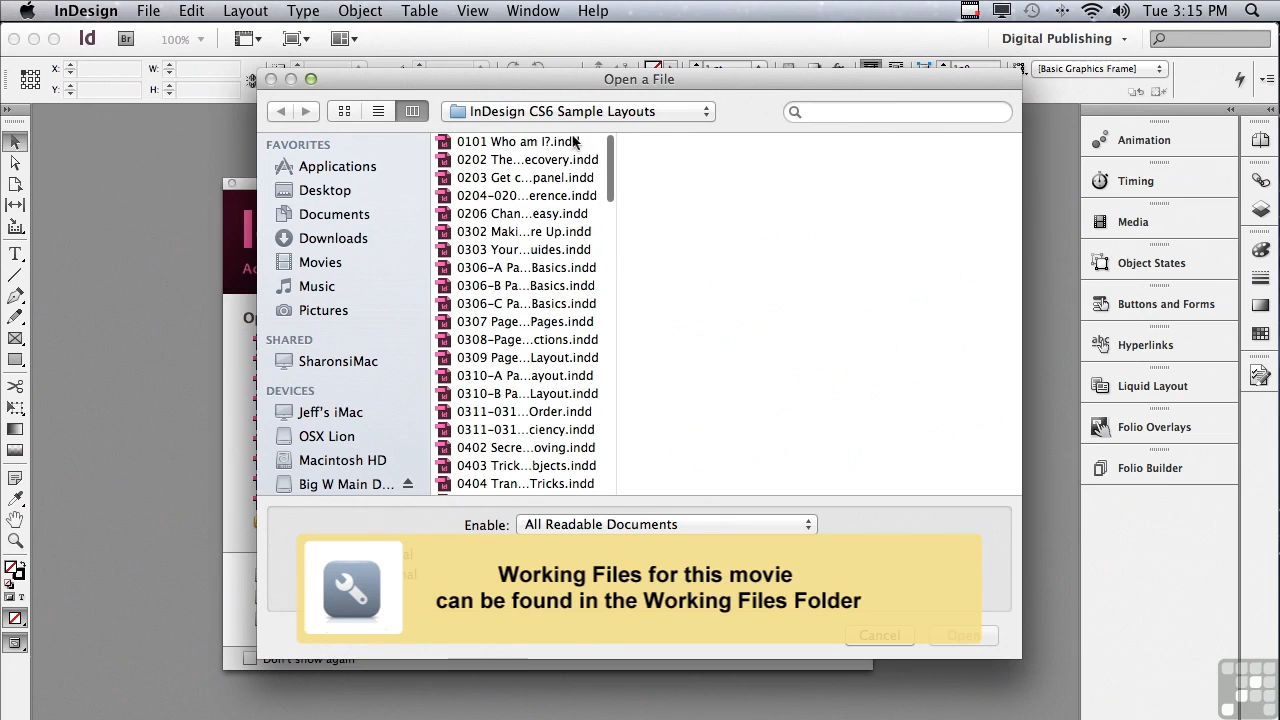 InDesign File Edit Layout Type Object Table View Window Help Tue 3:15 PM
Id Br 100% Digital Publishing
X: W: [Basic Graphics Frame]
Y: H:
Open a File
InDesign CS6 Sample Layouts
FAVORITES
Applications
Desktop
Documents
Downloads
Movies
Music
Pictures
SHARED
SharonsiMac
DEVICES
Jeff's iMac
OSX Lion
Macintosh HD
Big W Main D...
0101 Who am I?.indd
0202 The...ecovery.indd
0203 Get c...panel.indd
0204-020...erence.indd
0206 Chan...easy.indd
0302 Maki...re Up.indd
0303 Your...uides.indd
0306-A Pa...Basics.indd
0306-B Pa...Basics.indd
0306-C Pa...Basics.indd
0307 Page...Pages.indd
0308-Page...ctions.indd
0309 Page...Layout.indd
0310-A Pa...ayout.indd
0310-B Pa...Layout.indd
0311-031...Order.indd
0311-031...ciency.indd
0402 Secre...oving.indd
0403 Trick...bjects.indd
0404 Tran...Tricks.indd
Enable: All Readable Documents
Working Files for this movie
can be found in the Working Files Folder
Cancel Open
Don't show again
Animation
Timing
Media
Object States
Buttons and Forms
Hyperlinks
Liquid Layout
Folio Overlays
Folio Builder